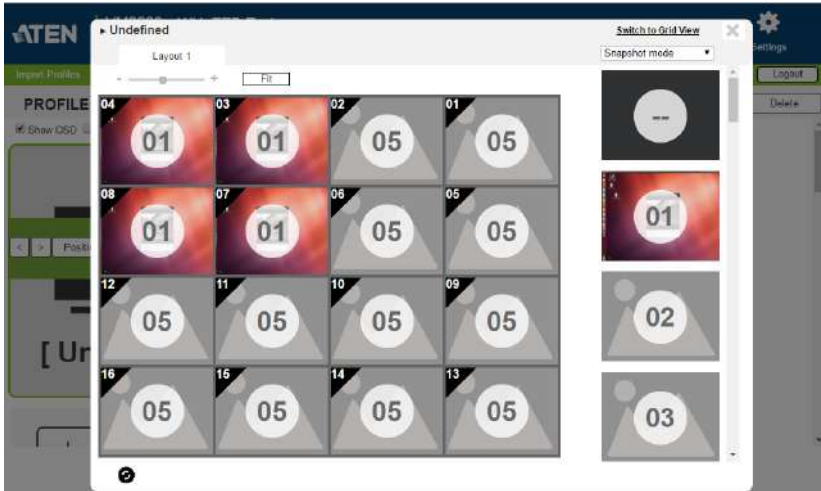 ATEN
Settings
Import Profiles
Logout
PROFILE
Delete
Show OSD
< > Positi
[ Un
▸ Undefined
Switch to Grid View
Layout 1
Snapshot mode
- + Fit
04 03 02 01
01 01 05 05
08 07 06 05
01 01 05 05
12 11 10 09
05 05 05 05
16 15 14 13
05 05 05 05
--
01
02
03